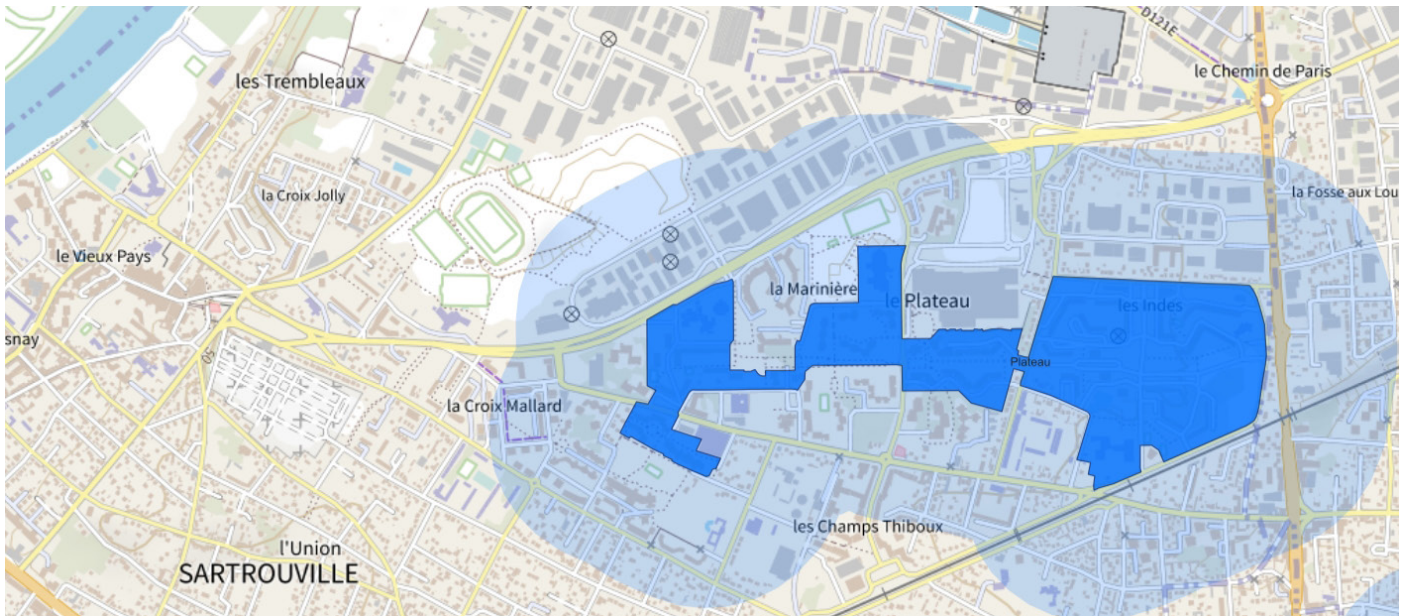 D121E
le Chemin de Paris
les Trembleaux
la Croix Jolly
la Fosse aux Lou
le Vieux Pays
la Marinière
le Plateau
les Indes
snay
Plateau
la Croix Mallard
les Champs Thiboux
l'Union
SARTROUVILLE